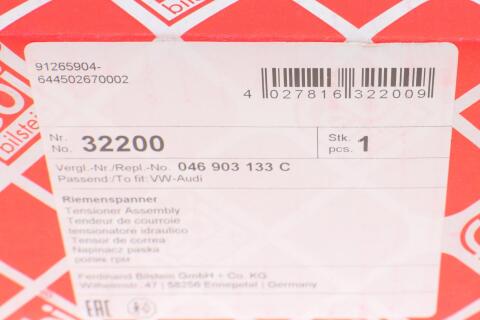 91265904-
644502670002
4 027816 322009
Nr.
No. 32200
Stk.
pcs. 1
Vergl.-Nr./Repl.-No. 046 903 133 C
Passend:/To fit:VW-Audi
Riemenspanner
Tensioner Assembly
Tendeur de courroie
tensionatore idraulico
Tensor de correa
Napinacz paska
ролик грм
Ferdinand Bilstein GmbH + Co. KG
Wilhelmstr. 47 | 58256 Ennepetal | Germany
EAC
bilstein
bilstein